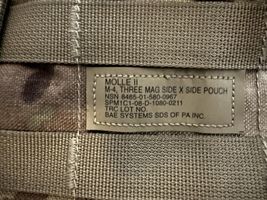 MOLLE II
M-4, THREE MAG SIDE X SIDE POUCH
NSN 8465-01-580-0967
SPM1C1-08-D-1080-0211
TRC LOT NO.
BAE SYSTEMS SDS OF PA INC.